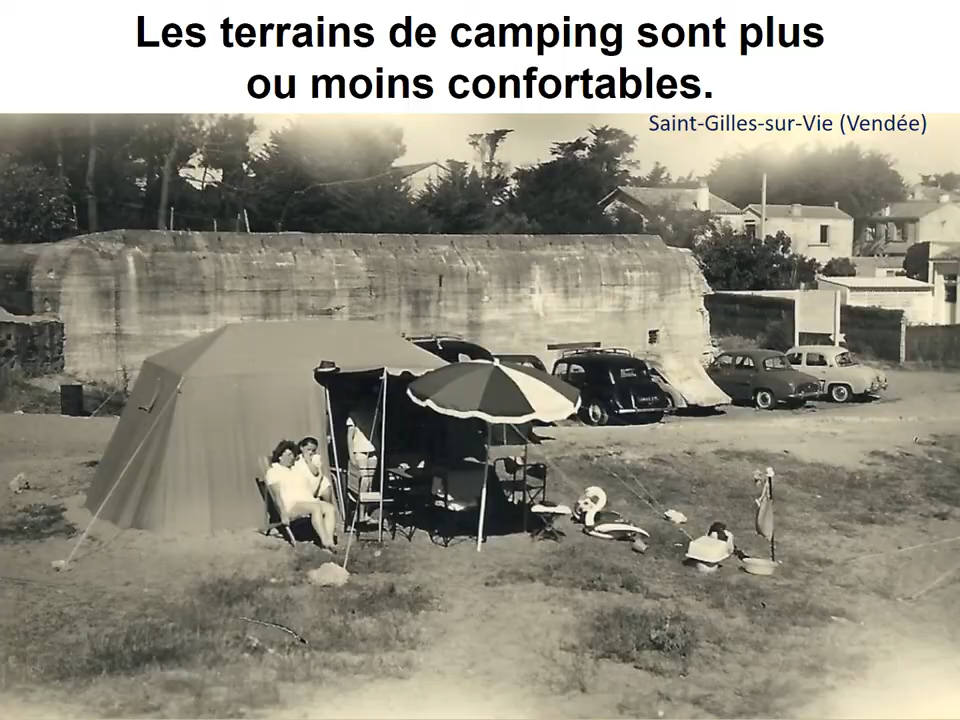 Les terrains de camping sont plus
ou moins confortables.
Saint-Gilles-sur-Vie (Vendée)